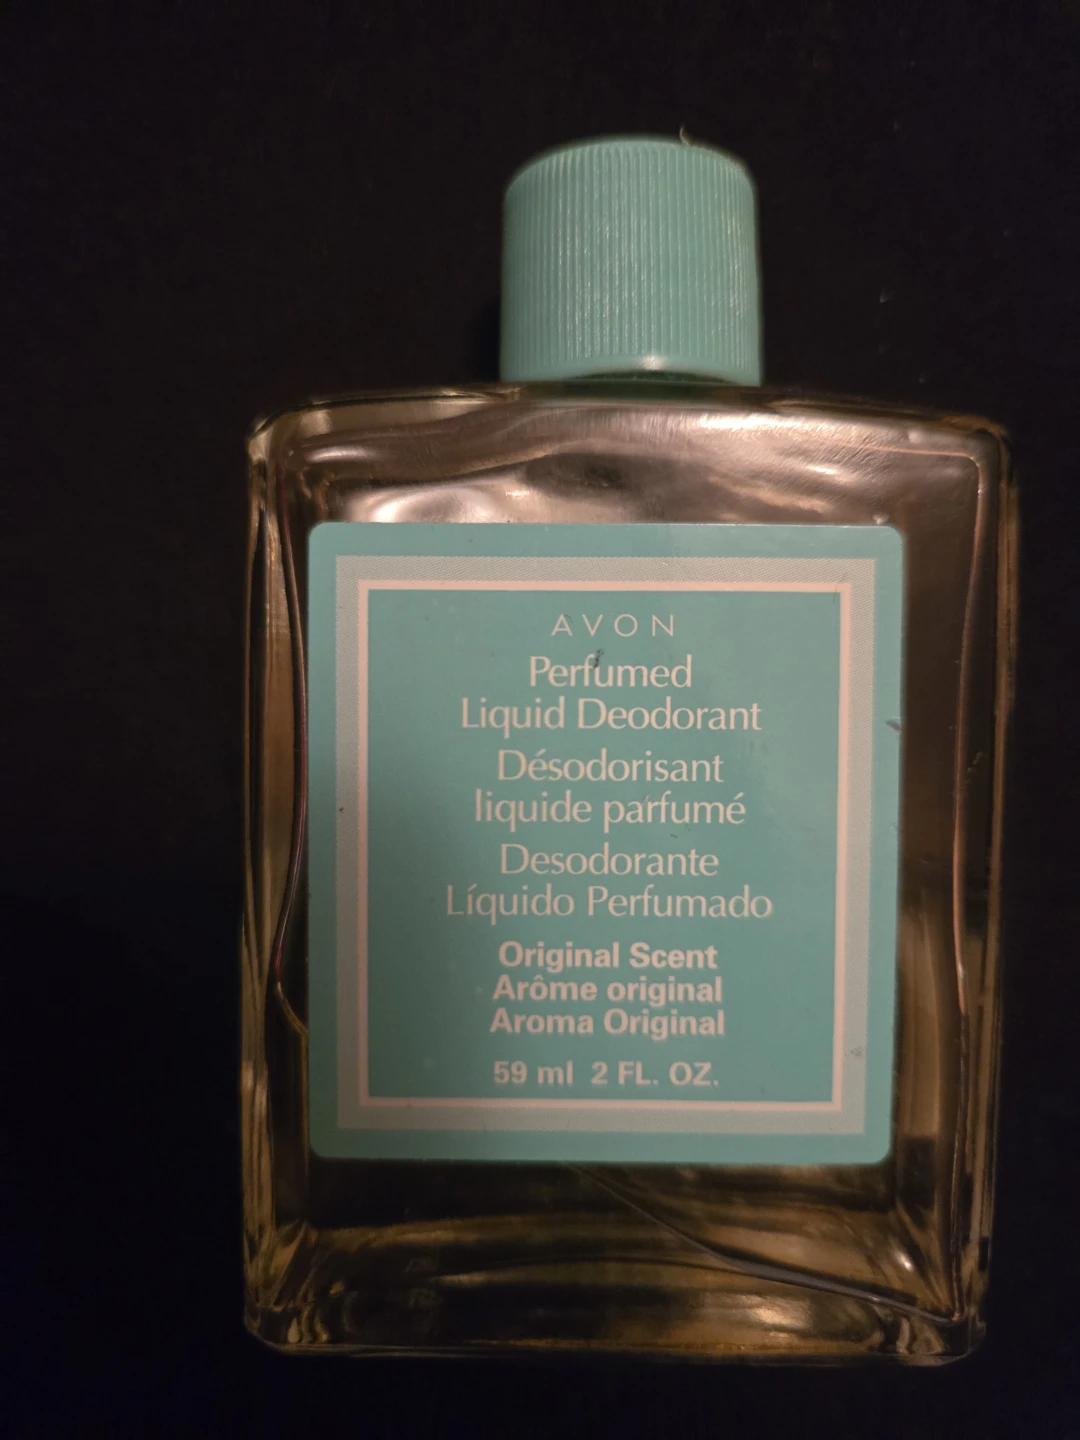 AVON
Perfumed
Liquid Deodorant
Désodorisant
liquide parfumé
Desodorante
Líquido Perfumado
Original Scent
Arôme original
Aroma Original
59 ml 2 FL. OZ.